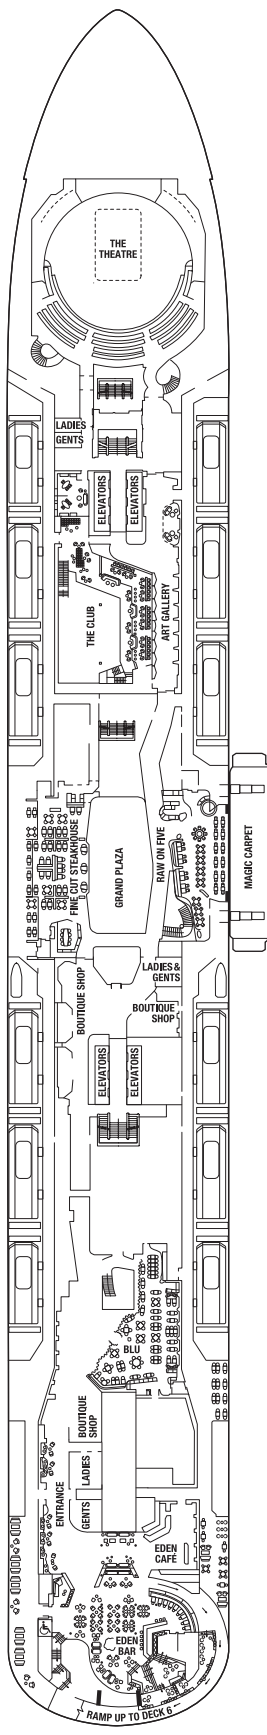 THE
THEATRE
LADIES
GENTS
ELEVATORS
ELEVATORS
THE CLUB
ART GALLERY
FINE CUT STEAKHOUSE
GRAND PLAZA
RAW ON FIVE
MAGIC CARPET
BOUTIQUE SHOP
LADIES &
GENTS
BOUTIQUE
SHOP
ELEVATORS
ELEVATORS
BLU
BOUTIQUE
SHOP
LADIES
ENTRANCE
GENTS
EDEN
CAFÉ
EDEN
BAR
RAMP UP TO DECK 6